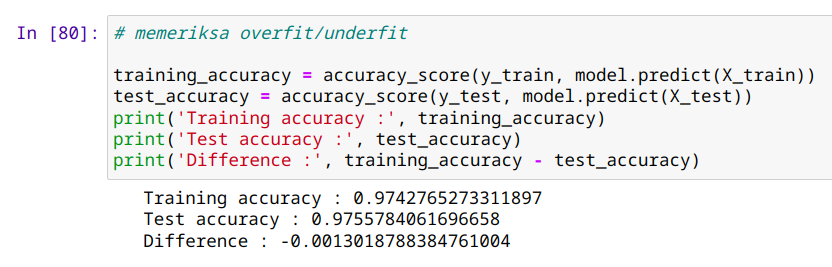 In [80]: # memeriksa overfit/underfit
training_accuracy = accuracy_score(y_train, model.predict(X_train))
test_accuracy = accuracy_score(y_test, model.predict(X_test))
print('Training accuracy :', training_accuracy)
print('Test accuracy :', test_accuracy)
print('Difference :', training_accuracy - test_accuracy)
Training accuracy : 0.9742765273311897
Test accuracy : 0.9755784061696658
Difference : -0.0013018788384761004